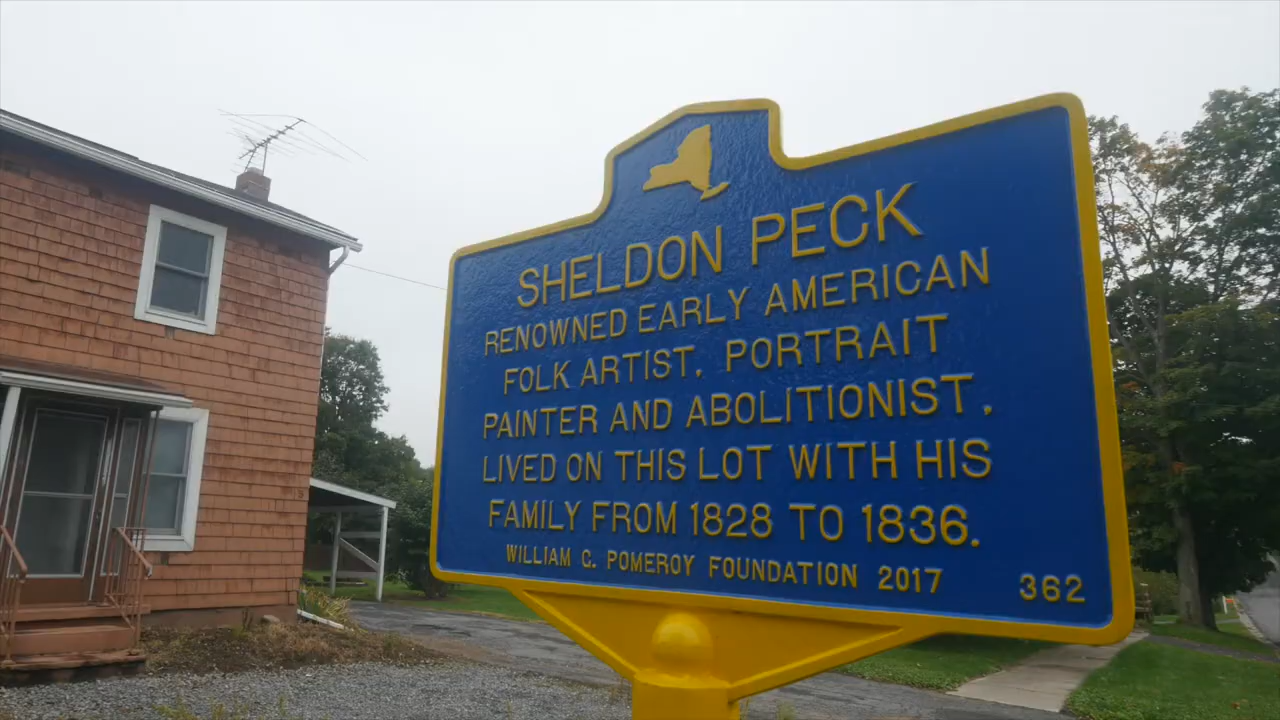 SHELDON PECK
RENOWNED EARLY AMERICAN
FOLK ARTIST, PORTRAIT
PAINTER AND ABOLITIONIST,
LIVED ON THIS LOT WITH HIS
FAMILY FROM 1828 TO 1836.
WILLIAM G. POMEROY FOUNDATION 2017
362